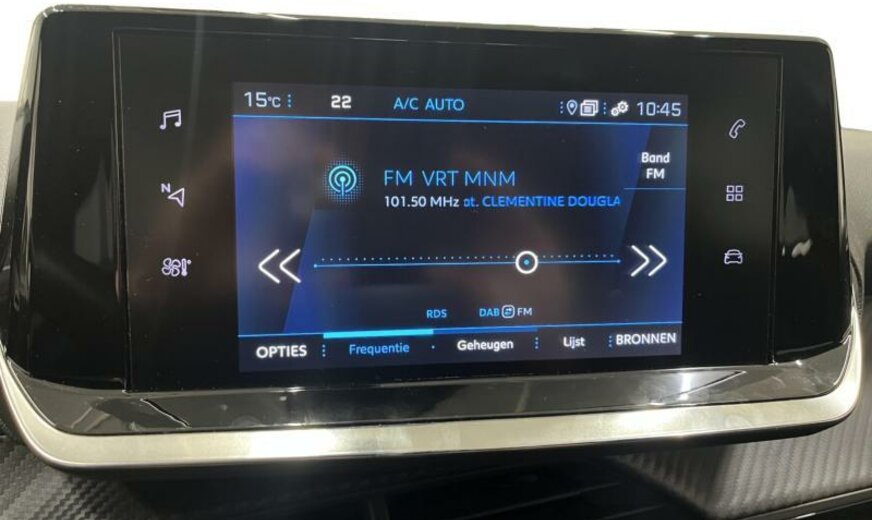 15°C 22 A/C AUTO 10:45
N
Band
FM
FM VRT MNM
101.50 MHz at. CLEMENTINE DOUGLA
RDS DAB FM
OPTIES Frequentie Geheugen Lijst BRONNEN